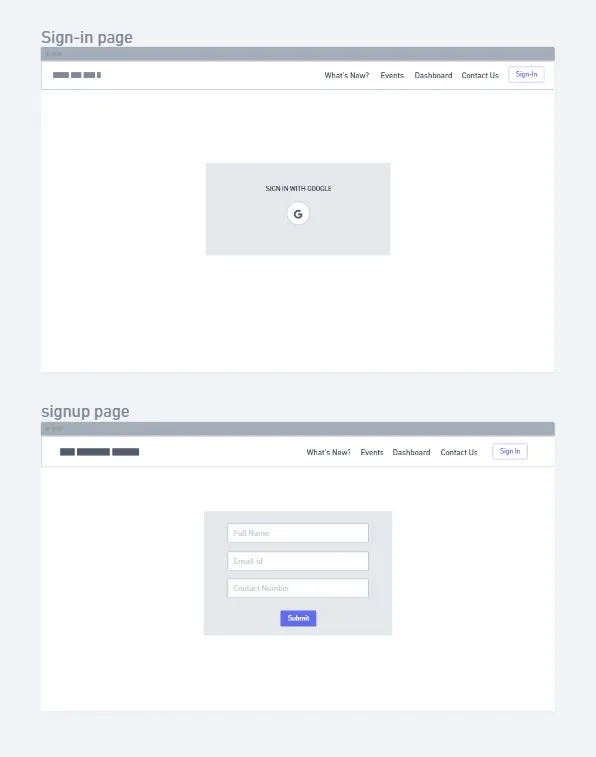 Sign-in page
What's New? Events Dashboard Contact Us Sign-In
SIGN IN WITH GOOGLE
G
signup page
What's New? Events Dashboard Contact Us Sign In
Full Name
Email-id
Contact Number
Submit